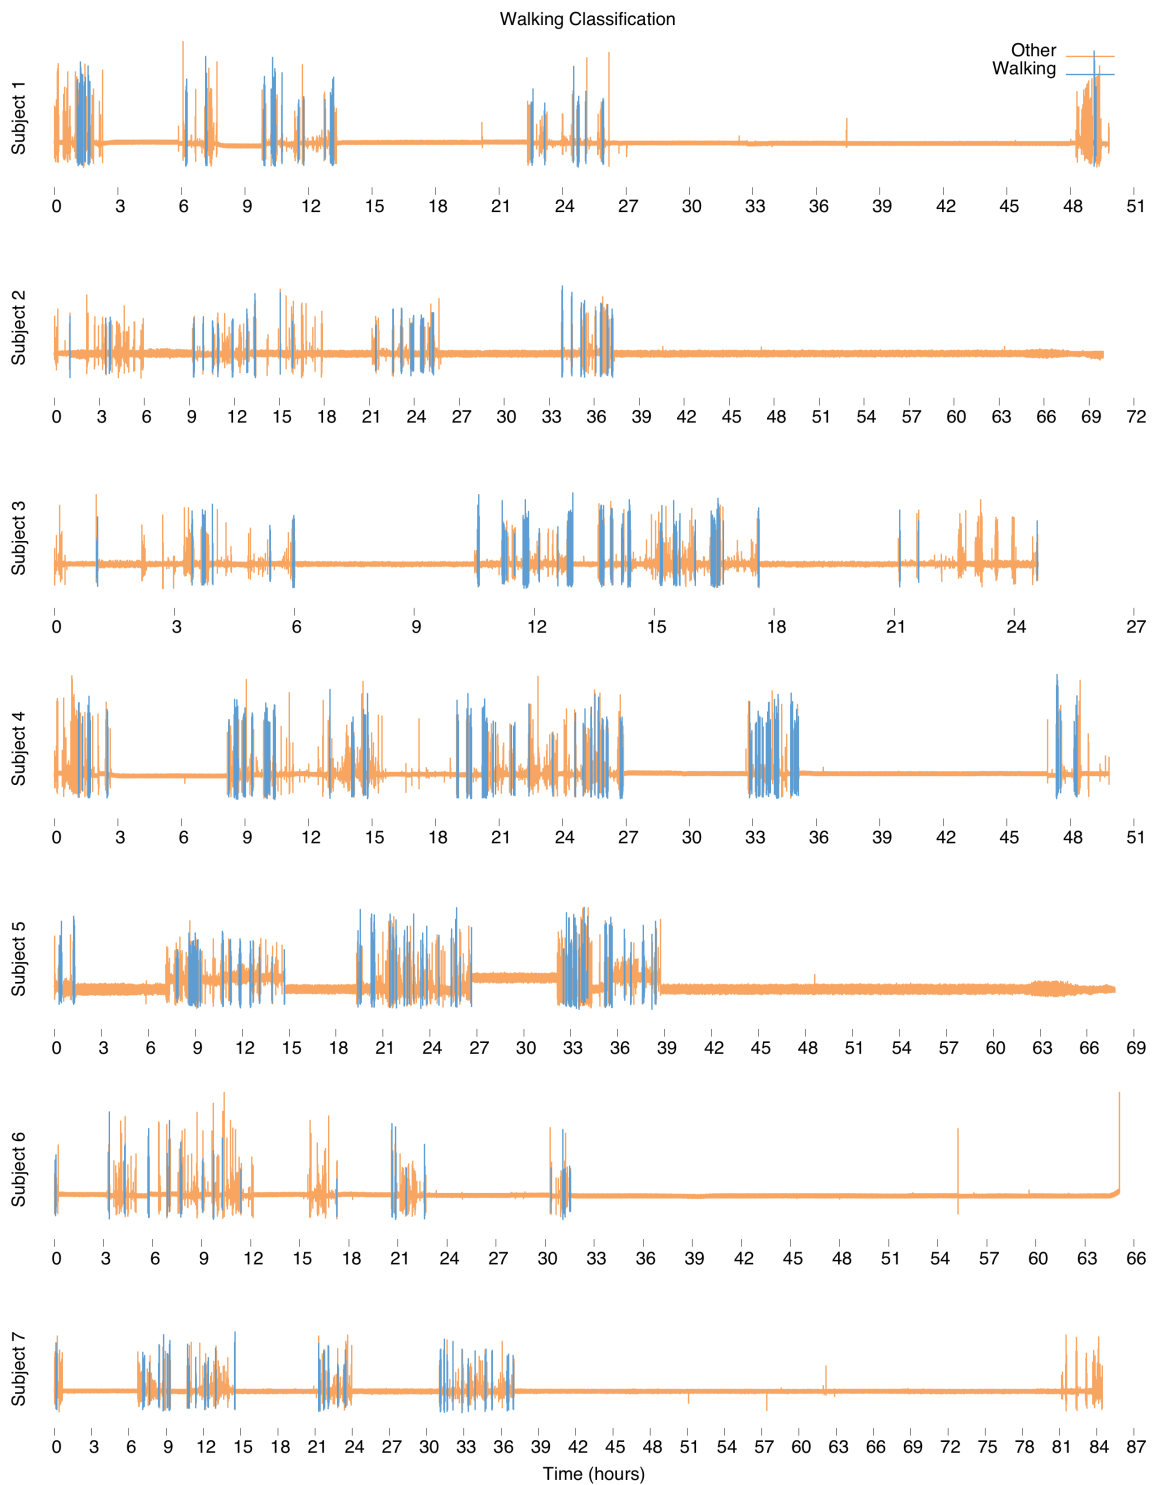 Walking Classification
Other
Walking
Subject 1
0 3 6 9 12 15 18 21 24 27 30 33 36 39 42 45 48 51
Subject 2
0 3 6 9 12 15 18 21 24 27 30 33 36 39 42 45 48 51 54 57 60 63 66 69 72
Subject 3
0 3 6 9 12 15 18 21 24 27
Subject 4
0 3 6 9 12 15 18 21 24 27 30 33 36 39 42 45 48 51
Subject 5
0 3 6 9 12 15 18 21 24 27 30 33 36 39 42 45 48 51 54 57 60 63 66 69
Subject 6
0 3 6 9 12 15 18 21 24 27 30 33 36 39 42 45 48 51 54 57 60 63 66
Subject 7
0 3 6 9 12 15 18 21 24 27 30 33 36 39 42 45 48 51 54 57 60 63 66 69 72 75 78 81 84 87
Time (hours)